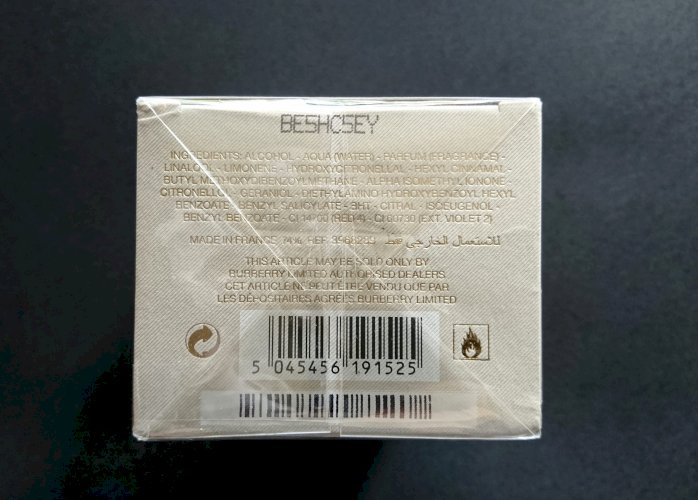 BESHCSEY
INGREDIENTS: ALCOHOL - AQUA (WATER) - PARFUM (FRAGRANCE) -
LINALOOL - LIMONENE - HYDROXYCITRONELLAL - HEXYL CINNAMAL -
BUTYL METHOXYDIBENZOYLMETHANE - ALPHA ISOMETHYL IONONE
CITRONELLOL - GERANIOL - DIETHYLAMINO HYDROXYBENZOYL HEXYL
BENZOATE - BENZYL SALICYLATE - BHT - CITRAL - ISOEUGENOL -
BENZYL BENZOATE - CI 14700 (RED 4) - CI 60730 (EXT. VIOLET 2)
MADE IN FRANCE REF للاستعمال الخارجي فقط
THIS ARTICLE MAY BE SOLD ONLY BY
BURBERRY LIMITED AUTHORISED DEALERS
CET ARTICLE NE PEUT ÊTRE VENDU QUE PAR
LES DÉPOSITAIRES AGRÉÉS BURBERRY LIMITED
5 045456 191525